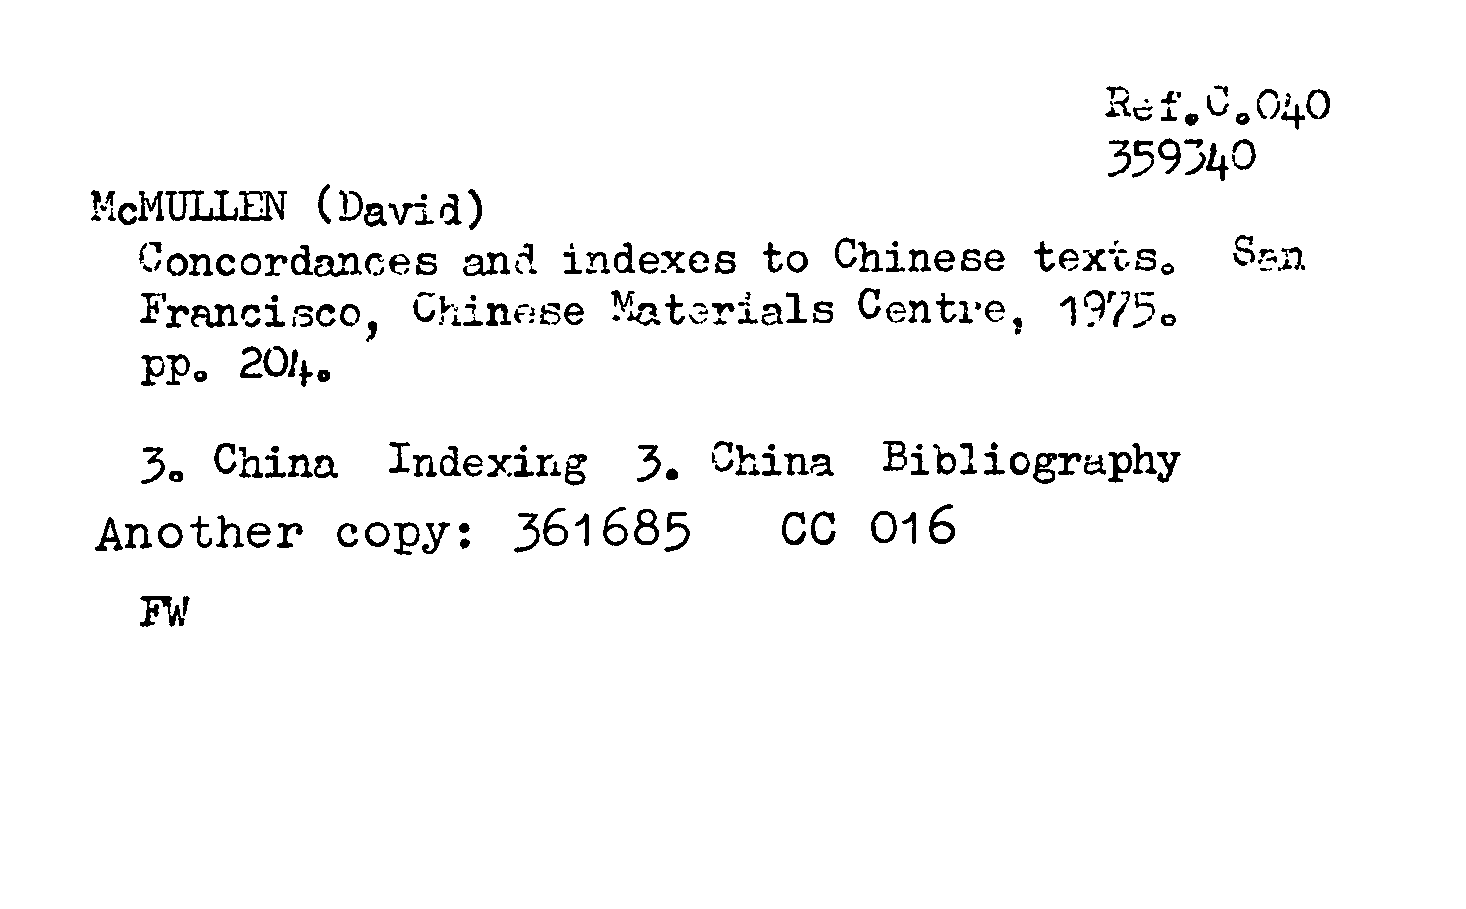 Ref.C.040
359340
McMULLEN (David)
Concordances and indexes to Chinese texts. San
Francisco, Chinese Materials Centre, 1975.
pp. 204.
3. China Indexing 3. China Bibliography
Another copy: 361685 CC 016
FW